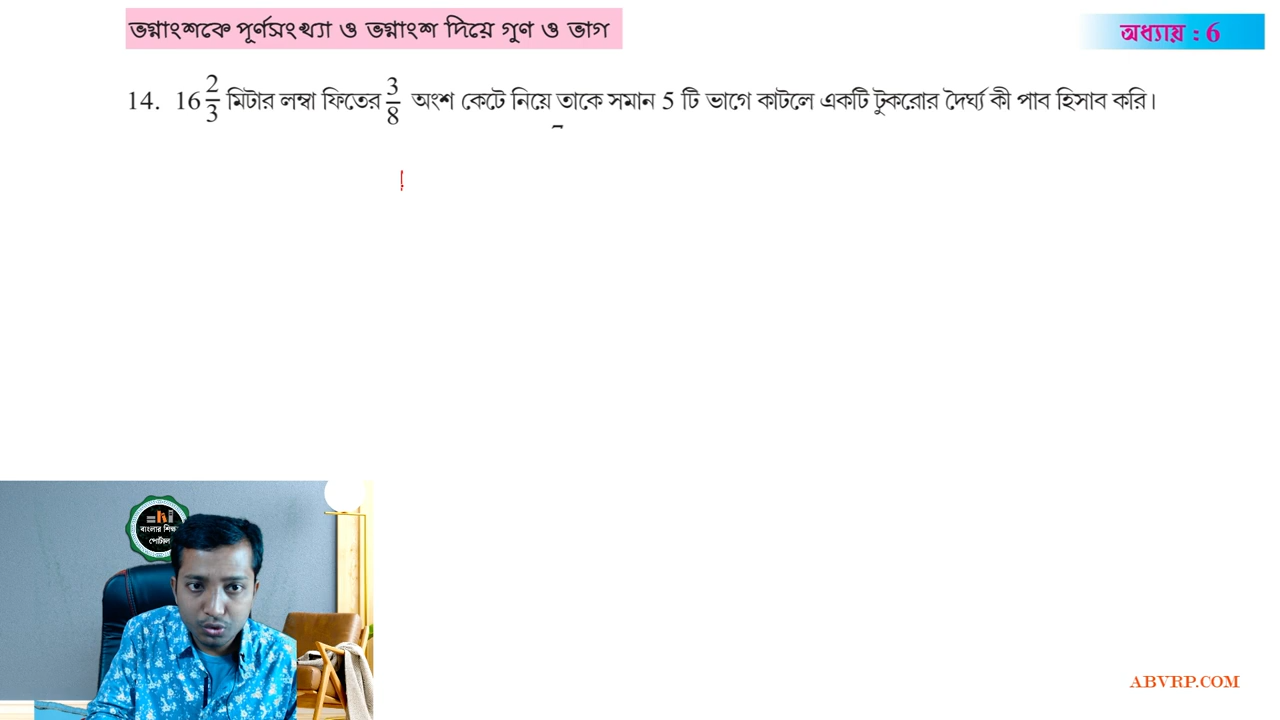 ভগ্নাংশকে পূর্ণসংখ্যা ও ভগ্নাংশ দিয়ে গুণ ও ভাগ
অধ্যায় : 6
14. 16 2/3 মিটার লম্বা ফিতের 3/8 অংশ কেটে নিয়ে তাকে সমান 5 টি ভাগে কাটলে একটি টুকরোর দৈর্ঘ্য কী পাব হিসাব করি।
বাংলার শিক্ষা
পোর্টাল
ABVRP.COM